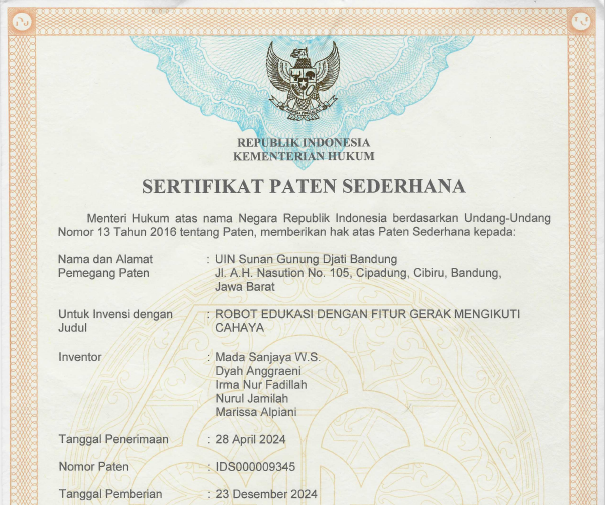 REPUBLIK INDONESIA
KEMENTERIAN HUKUM
SERTIFIKAT PATEN SEDERHANA
Menteri Hukum atas nama Negara Republik Indonesia berdasarkan Undang-Undang
Nomor 13 Tahun 2016 tentang Paten, memberikan hak atas Paten Sederhana kepada:
Nama dan Alamat : UIN Sunan Gunung Djati Bandung
Pemegang Paten Jl. A.H. Nasution No. 105, Cipadung, Cibiru, Bandung,
Jawa Barat
Untuk Invensi dengan : ROBOT EDUKASI DENGAN FITUR GERAK MENGIKUTI
Judul CAHAYA
Inventor : Mada Sanjaya W.S.
Dyah Anggraeni
Irma Nur Fadillah
Nurul Jamilah
Marissa Alpiani
Tanggal Penerimaan : 28 April 2024
Nomor Paten : IDS000009345
Tanggal Pemberian : 23 Desember 2024